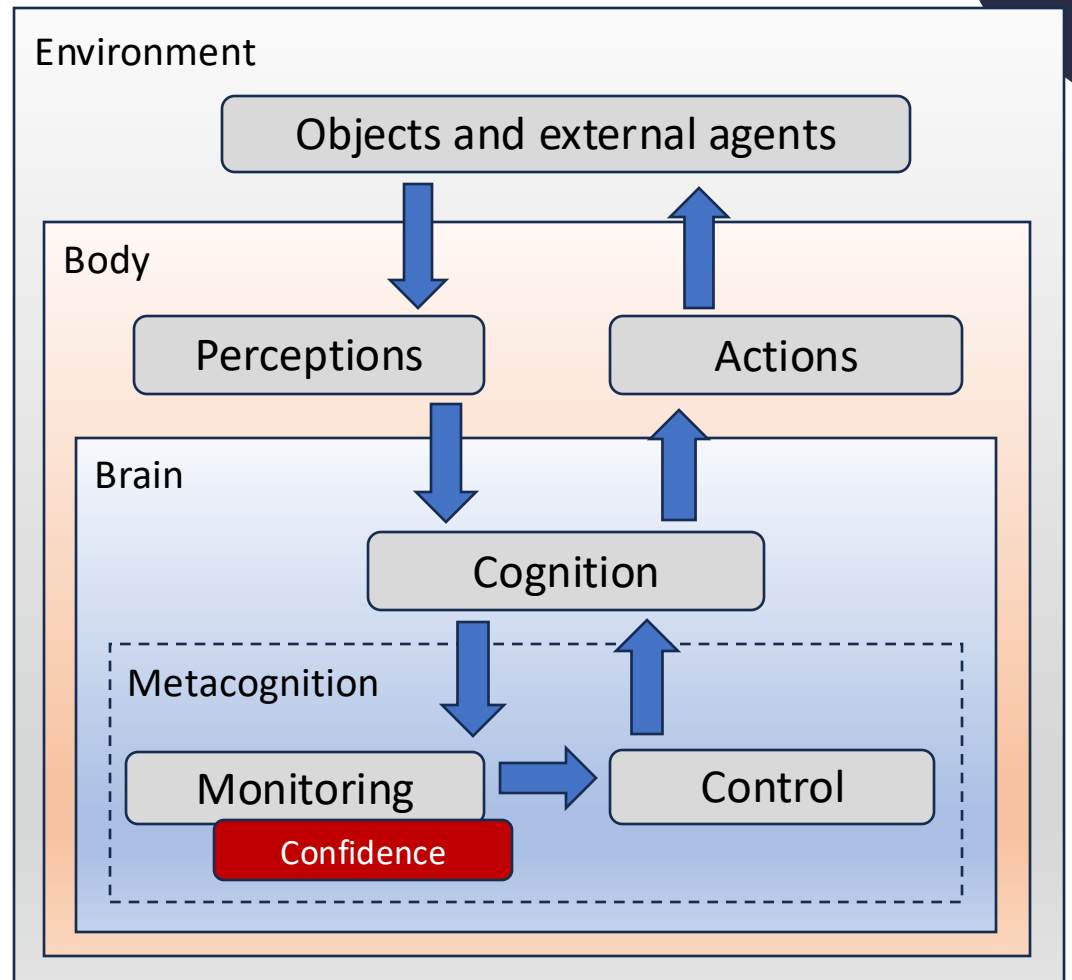 Environment
Objects and external agents
Body
Perceptions
Actions
Brain
Cognition
Metacognition
Monitoring
Control
Confidence